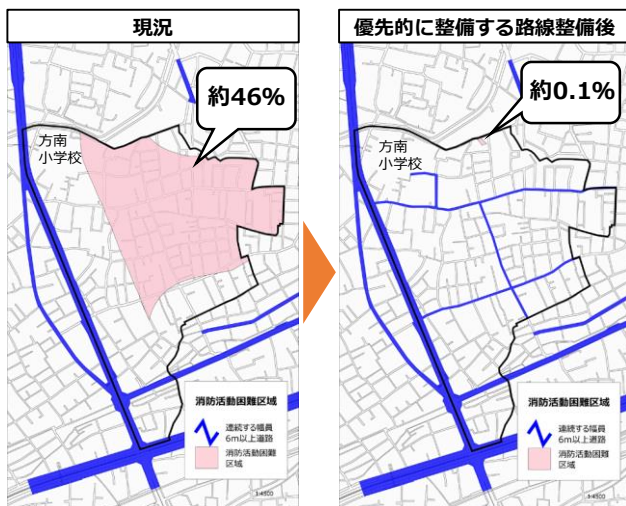 現況
約46%
方南
小学校
消防活動困難区域
連続する幅員
6m以上道路
消防活動困難
区域
1:4500
優先的に整備する路線整備後
約0.1%
方南
小学校
消防活動困難区域
連続する幅員
6m以上道路
消防活動困難
区域
1:4500